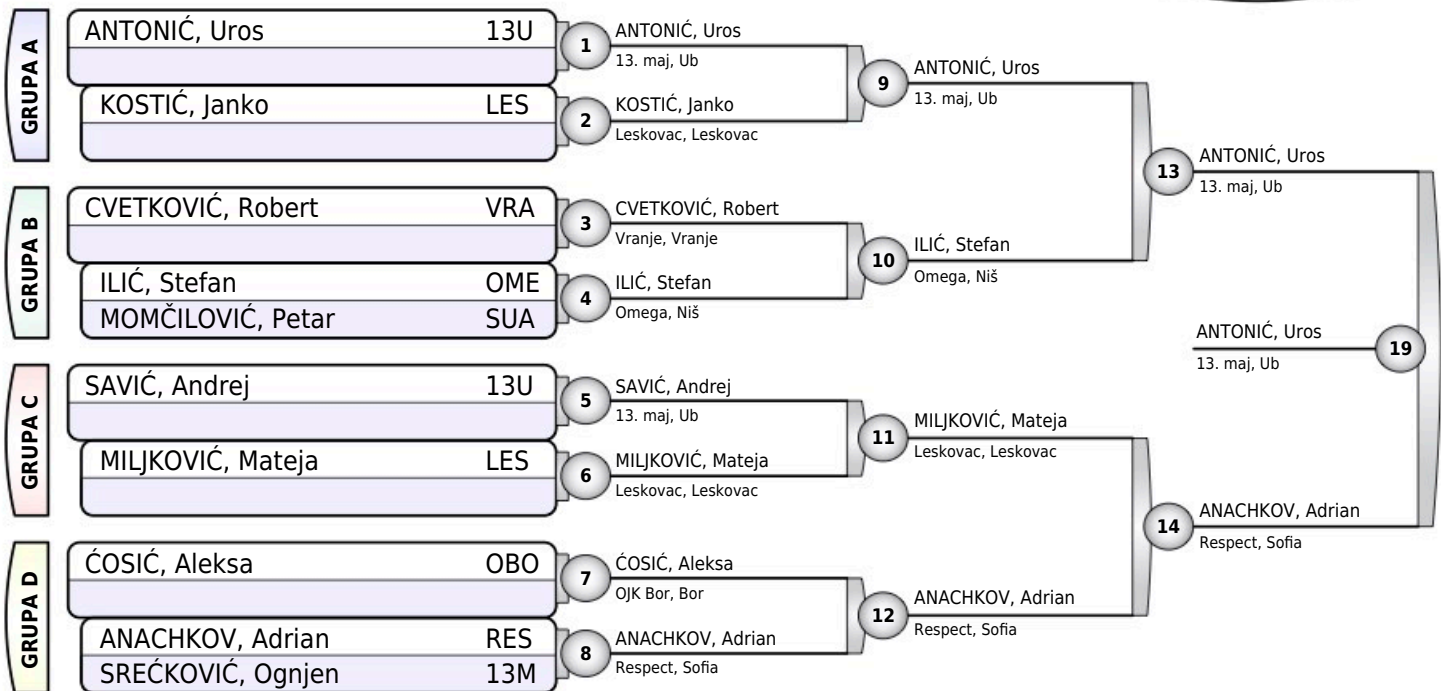 GRUPA A
ANTONIĆ, Uros 13U
KOSTIĆ, Janko LES
GRUPA B
CVETKOVIĆ, Robert VRA
ILIĆ, Stefan OME
MOMČILOVIĆ, Petar SUA
GRUPA C
SAVIĆ, Andrej 13U
MILJKOVIĆ, Mateja LES
GRUPA D
ĆOSIĆ, Aleksa OBO
ANACHKOV, Adrian RES
SREĆKOVIĆ, Ognjen 13M
1
ANTONIĆ, Uros
13. maj, Ub
2
KOSTIĆ, Janko
Leskovac, Leskovac
3
CVETKOVIĆ, Robert
Vranje, Vranje
4
ILIĆ, Stefan
Omega, Niš
5
SAVIĆ, Andrej
13. maj, Ub
6
MILJKOVIĆ, Mateja
Leskovac, Leskovac
7
ĆOSIĆ, Aleksa
OJK Bor, Bor
8
ANACHKOV, Adrian
Respect, Sofia
9
ANTONIĆ, Uros
13. maj, Ub
10
ILIĆ, Stefan
Omega, Niš
11
MILJKOVIĆ, Mateja
Leskovac, Leskovac
12
ANACHKOV, Adrian
Respect, Sofia
13
ANTONIĆ, Uros
13. maj, Ub
14
ANACHKOV, Adrian
Respect, Sofia
ANTONIĆ, Uros
13. maj, Ub
19